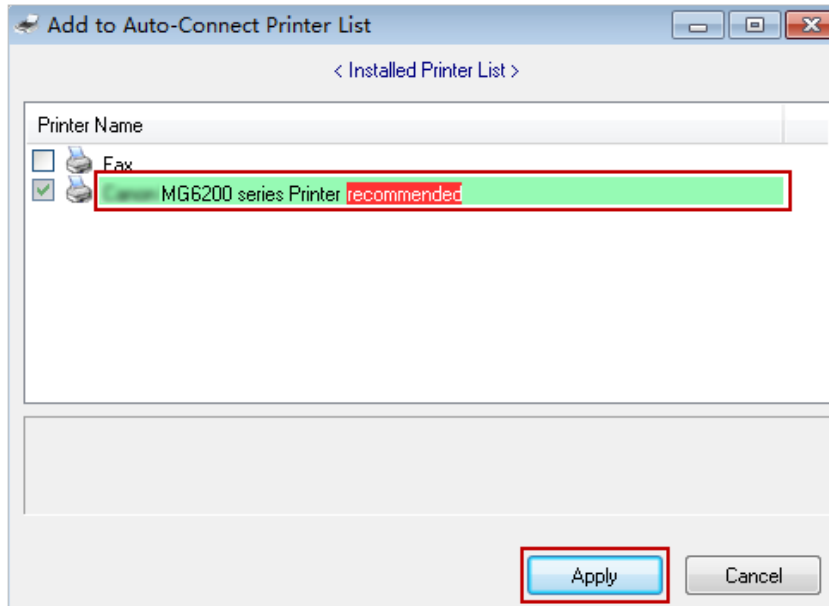 Add to Auto-Connect Printer List
< Installed Printer List >
Printer Name
Fax
MG6200 series Printer recommended
Apply
Cancel